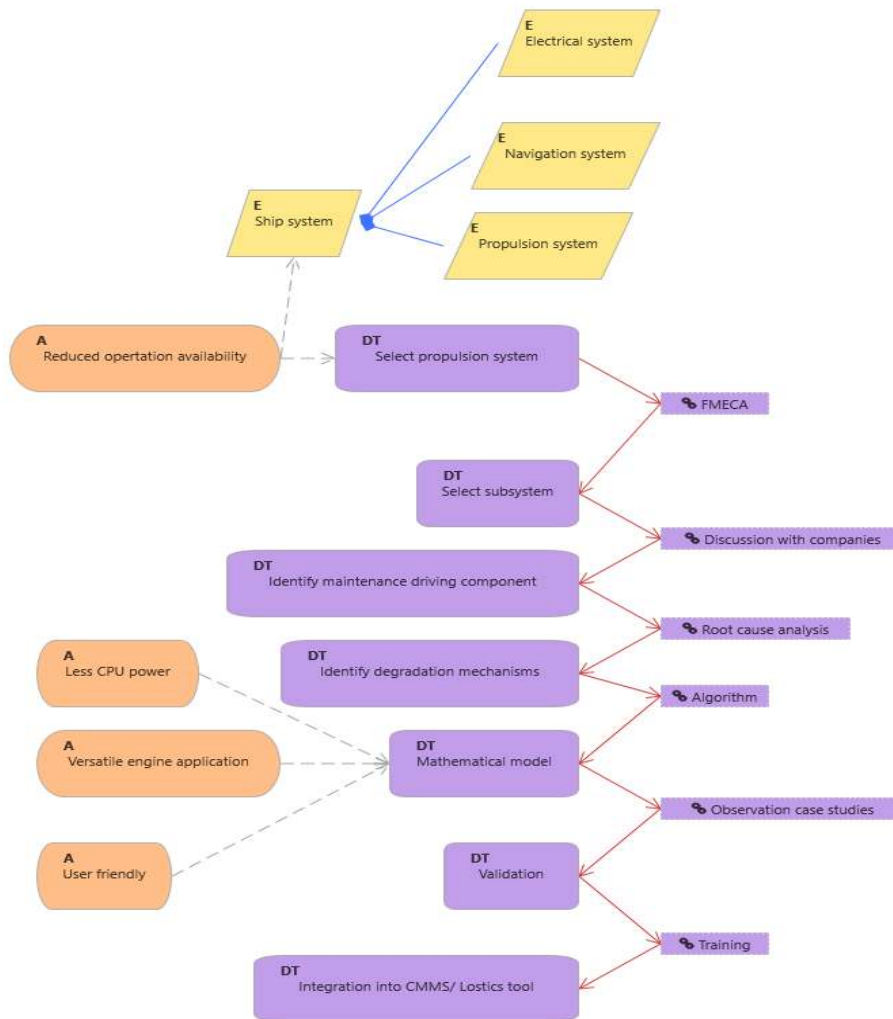 E
Electrical system
E
Navigation system
E
Ship system
E
Propulsion system
A
Reduced opertation availability
DT
Select propulsion system
FMECA
DT
Select subsystem
Discussion with companies
DT
Identify maintenance driving component
Root cause analysis
A
Less CPU power
DT
Identify degradation mechanisms
Algorithm
A
Versatile engine application
DT
Mathematical model
Observation case studies
A
User friendly
DT
Validation
Training
DT
Integration into CMMS/ Lostics tool